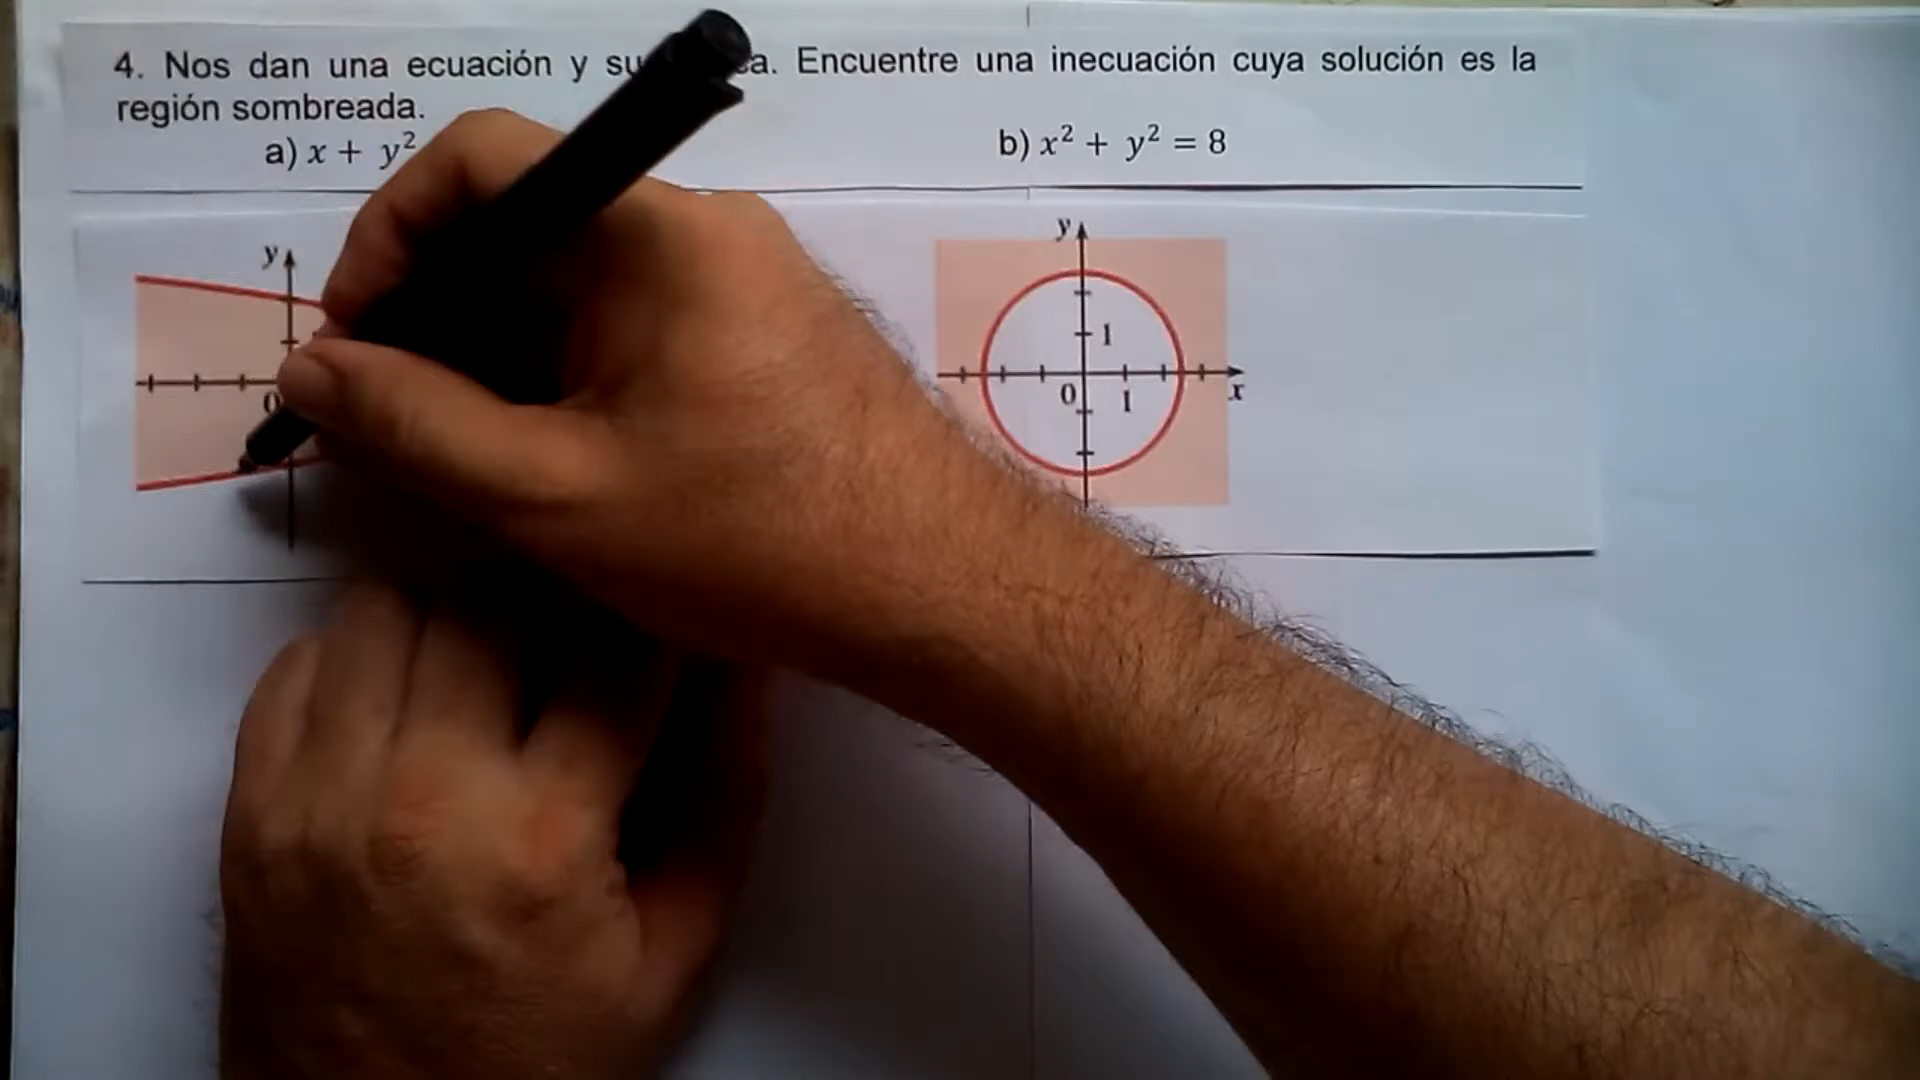 4. Nos dan una ecuación y Encuentre una inecuación cuya solución es la
región sombreada.
a) x + y²
b) x² + y² = 8
y
0
y
1
0
1
x